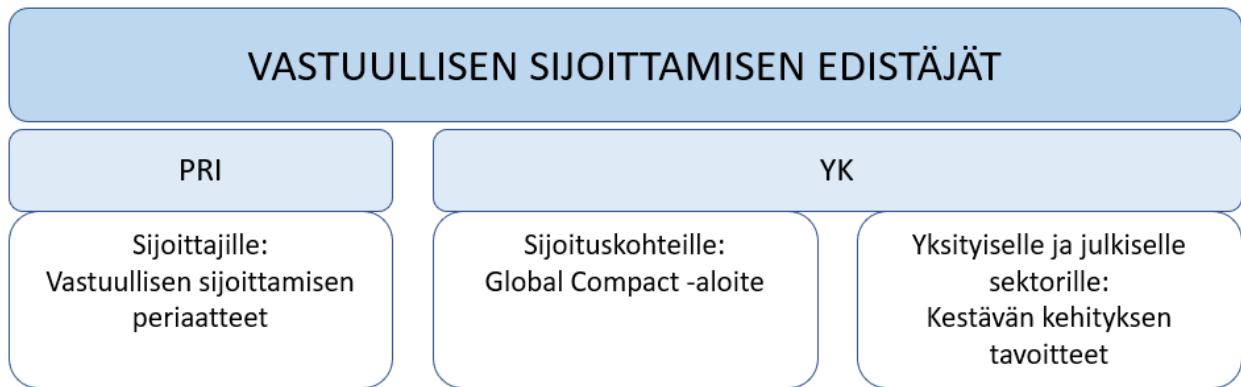 VASTUULLISEN SIJOITTAMISEN EDISTÄJÄT
PRI
YK
Sijoittajille:
Vastuullisen sijoittamisen
periaatteet
Sijoituskohteille:
Global Compact -aloite
Yksityiselle ja julkiselle
sektorille:
Kestävän kehityksen
tavoitteet